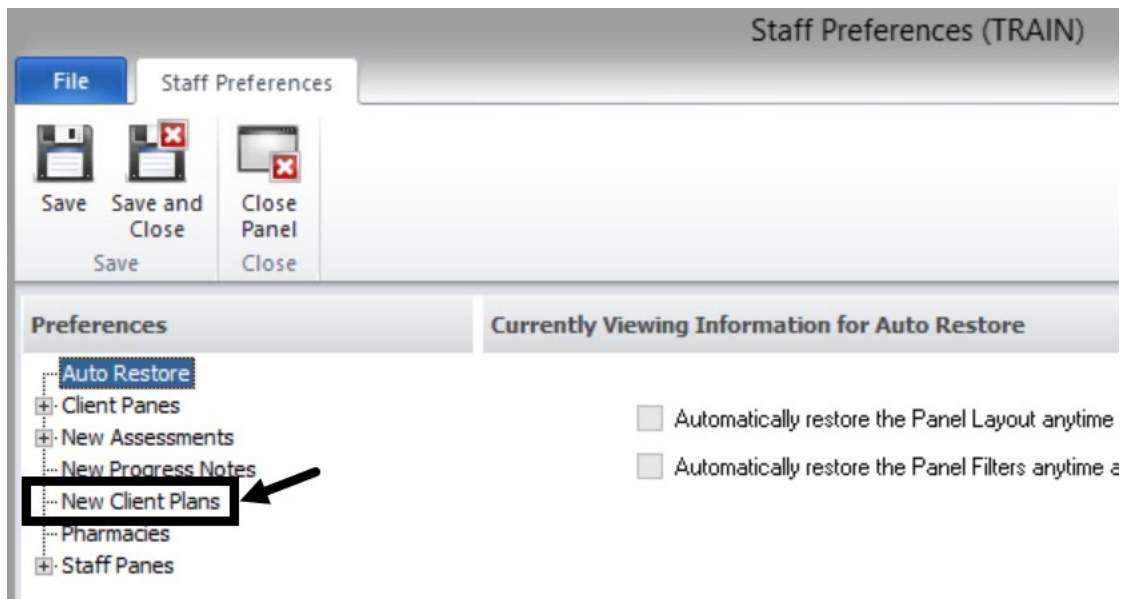 Staff Preferences (TRAIN)
File Staff Preferences
Save Save and Close Close Panel
Save Close
Preferences
Currently Viewing Information for Auto Restore
Auto Restore
Client Panes
New Assessments
New Progress Notes
New Client Plans
Pharmacies
Staff Panes
Automatically restore the Panel Layout anytime
Automatically restore the Panel Filters anytime a